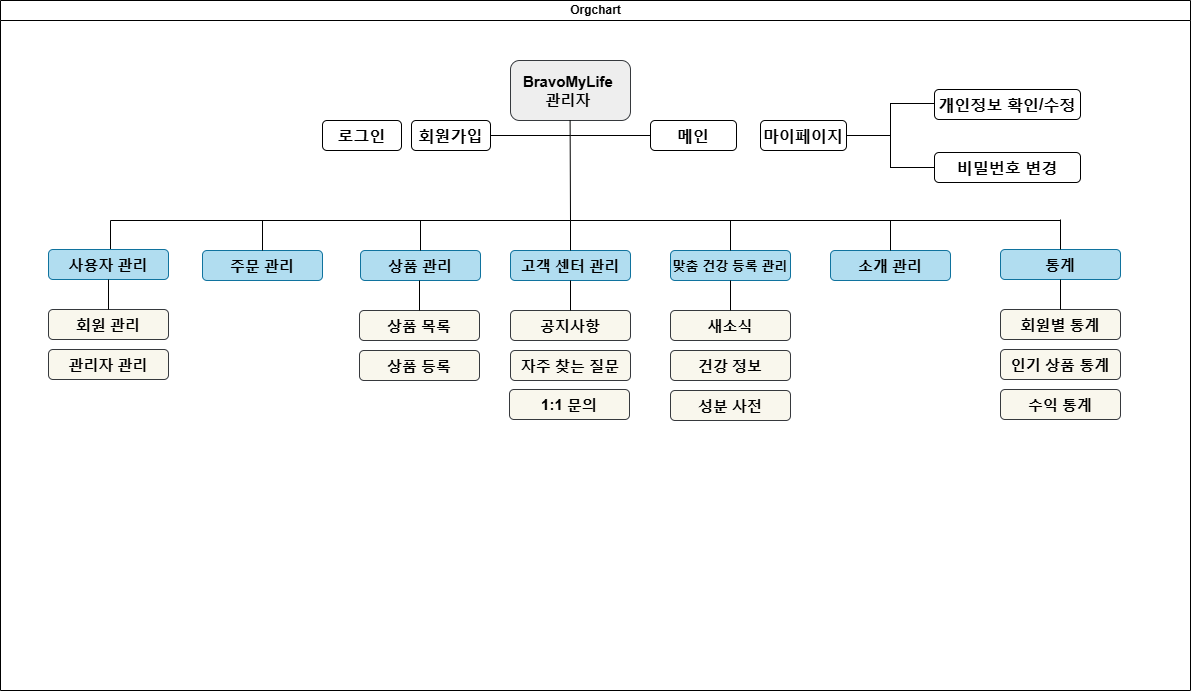 Orgchart
BravoMyLife
관리자
로그인
회원가입
메인
마이페이지
개인정보 확인/수정
비밀번호 변경
사용자 관리
주문 관리
상품 관리
고객 센터 관리
맞춤 건강 등록 관리
소개 관리
통계
회원 관리
관리자 관리
상품 목록
상품 등록
공지사항
자주 찾는 질문
1:1 문의
새소식
건강 정보
성분 사전
회원별 통계
인기 상품 통계
수익 통계